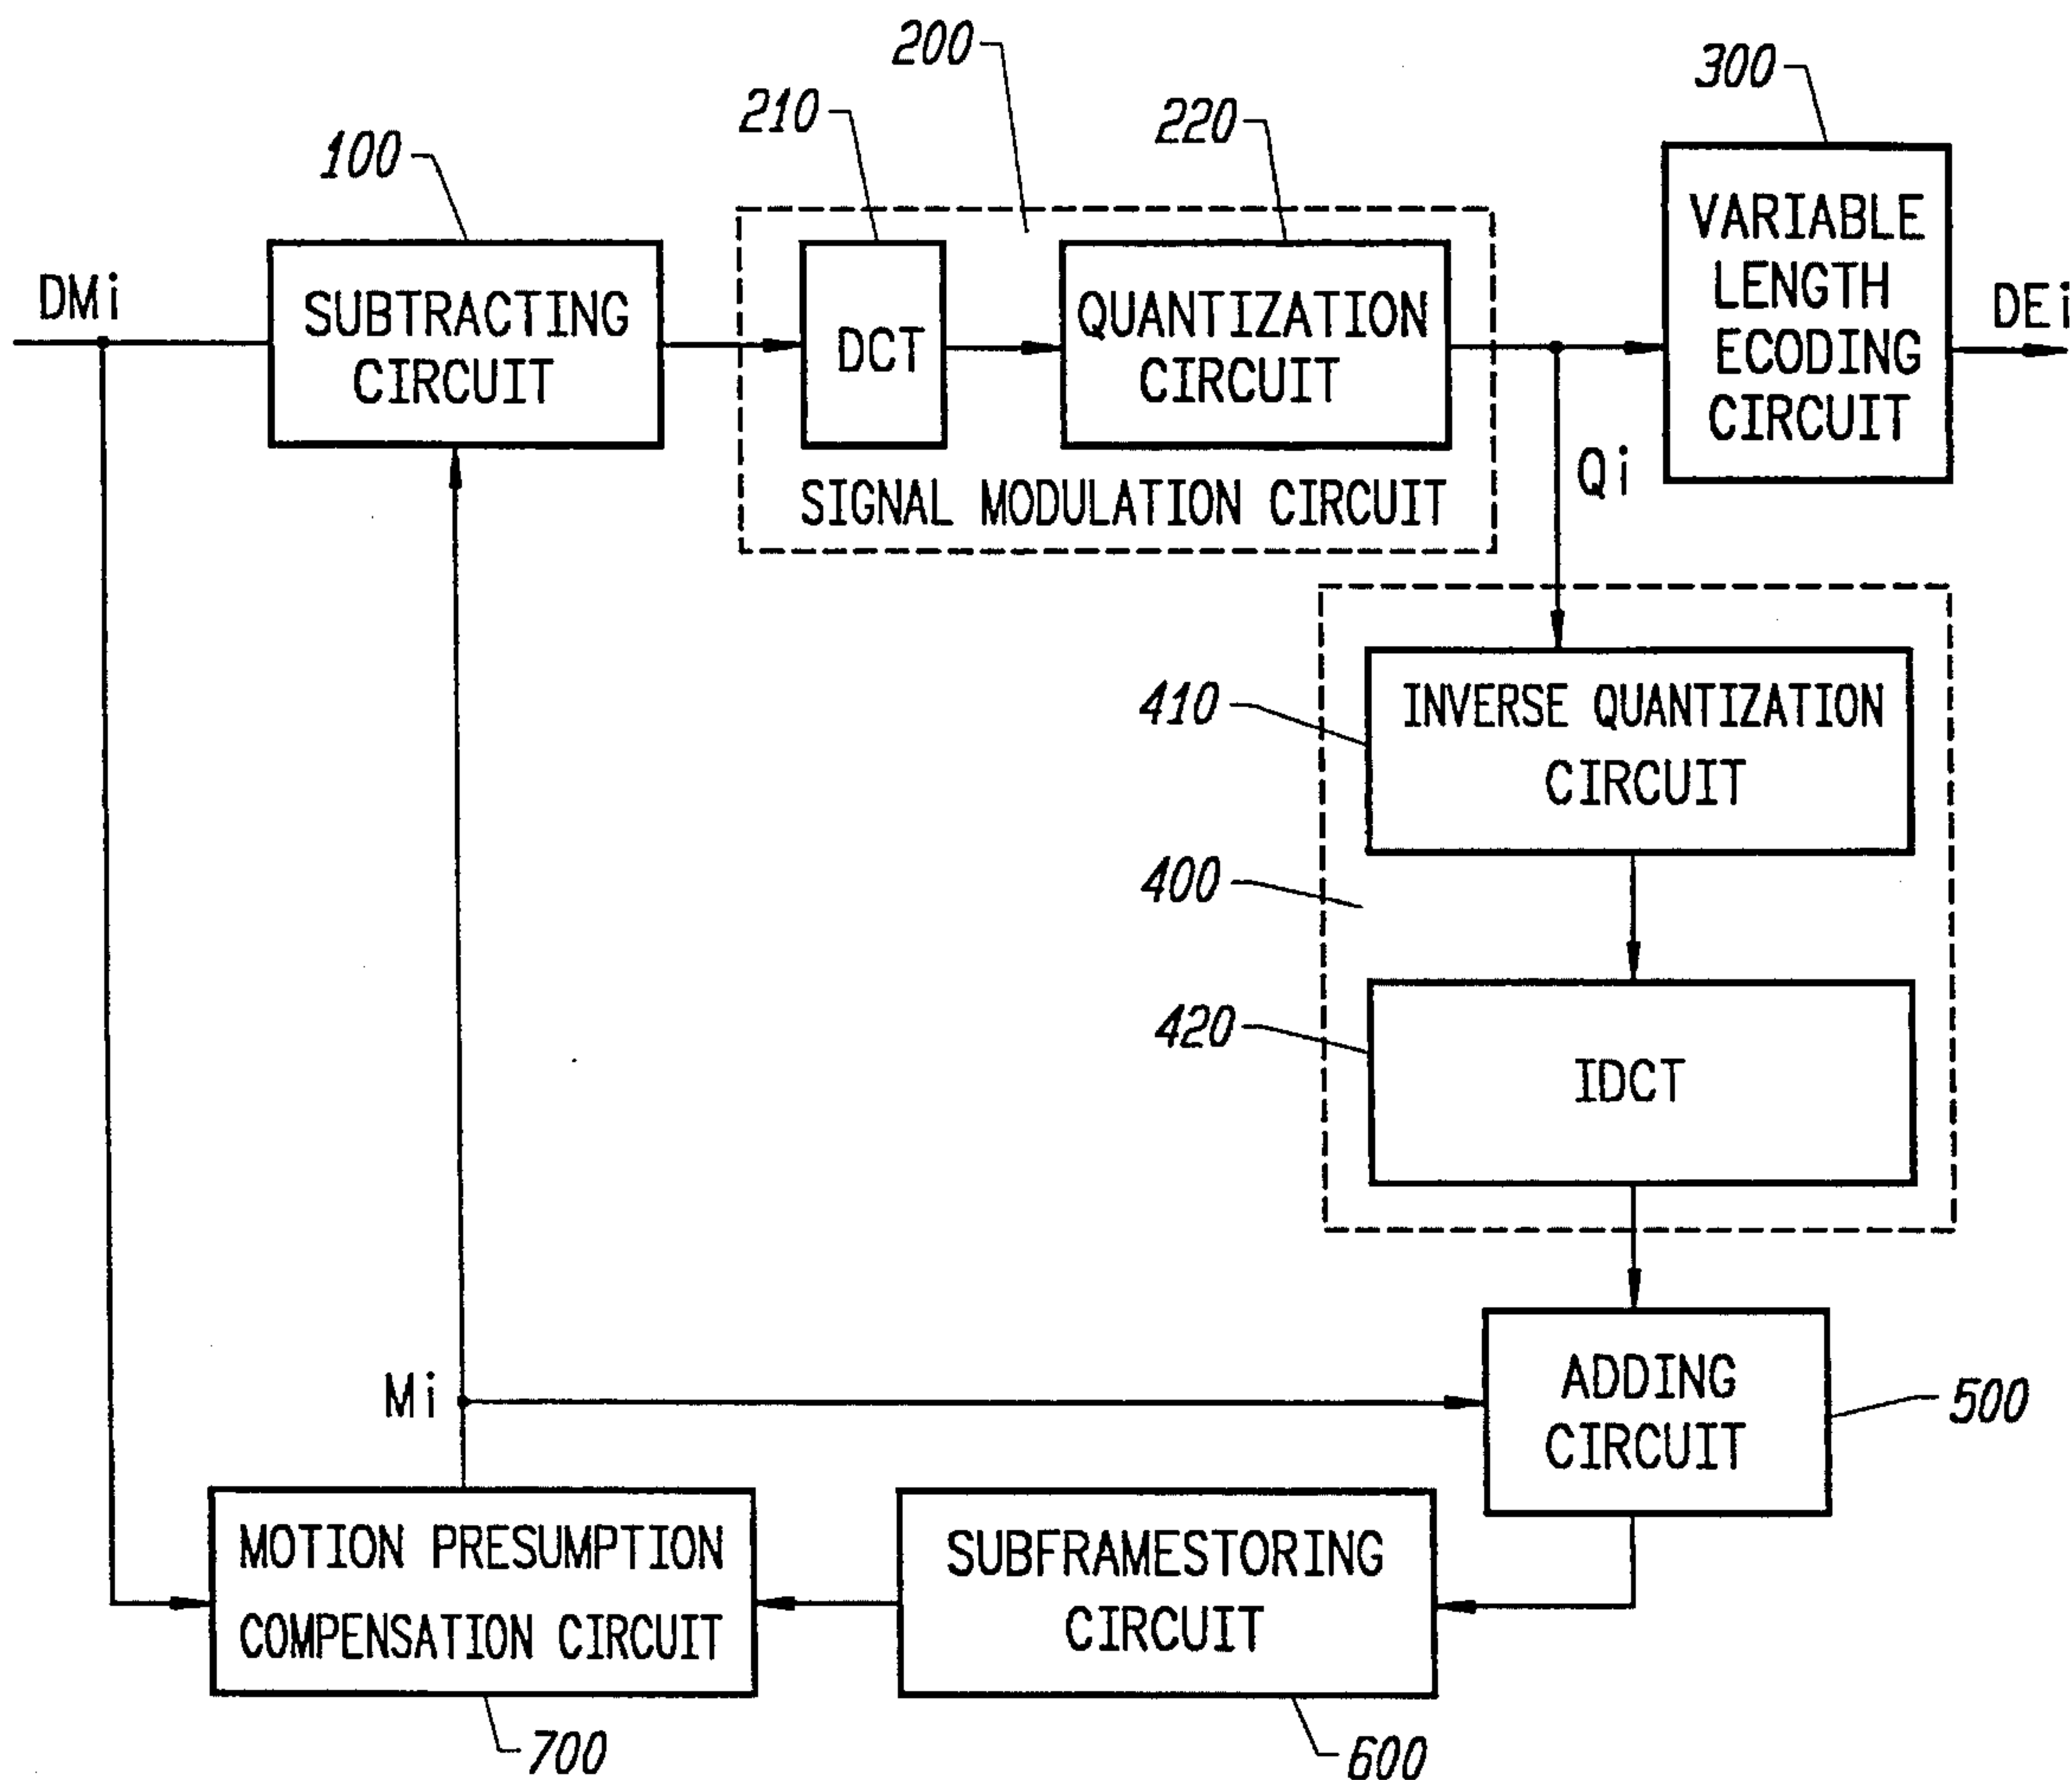 200
300
210
220
100
DMi
SUBTRACTING
CIRCUIT
DCT
QUANTIZATION
CIRCUIT
SIGNAL MODULATION CIRCUIT
VARIABLE
LENGTH
ECODING
CIRCUIT
DEi
Qi
410
INVERSE QUANTIZATION
CIRCUIT
400
420
IDCT
Mi
ADDING
CIRCUIT
500
MOTION PRESUMPTION
COMPENSATION CIRCUIT
SUBFRAMESTORING
CIRCUIT
700
600